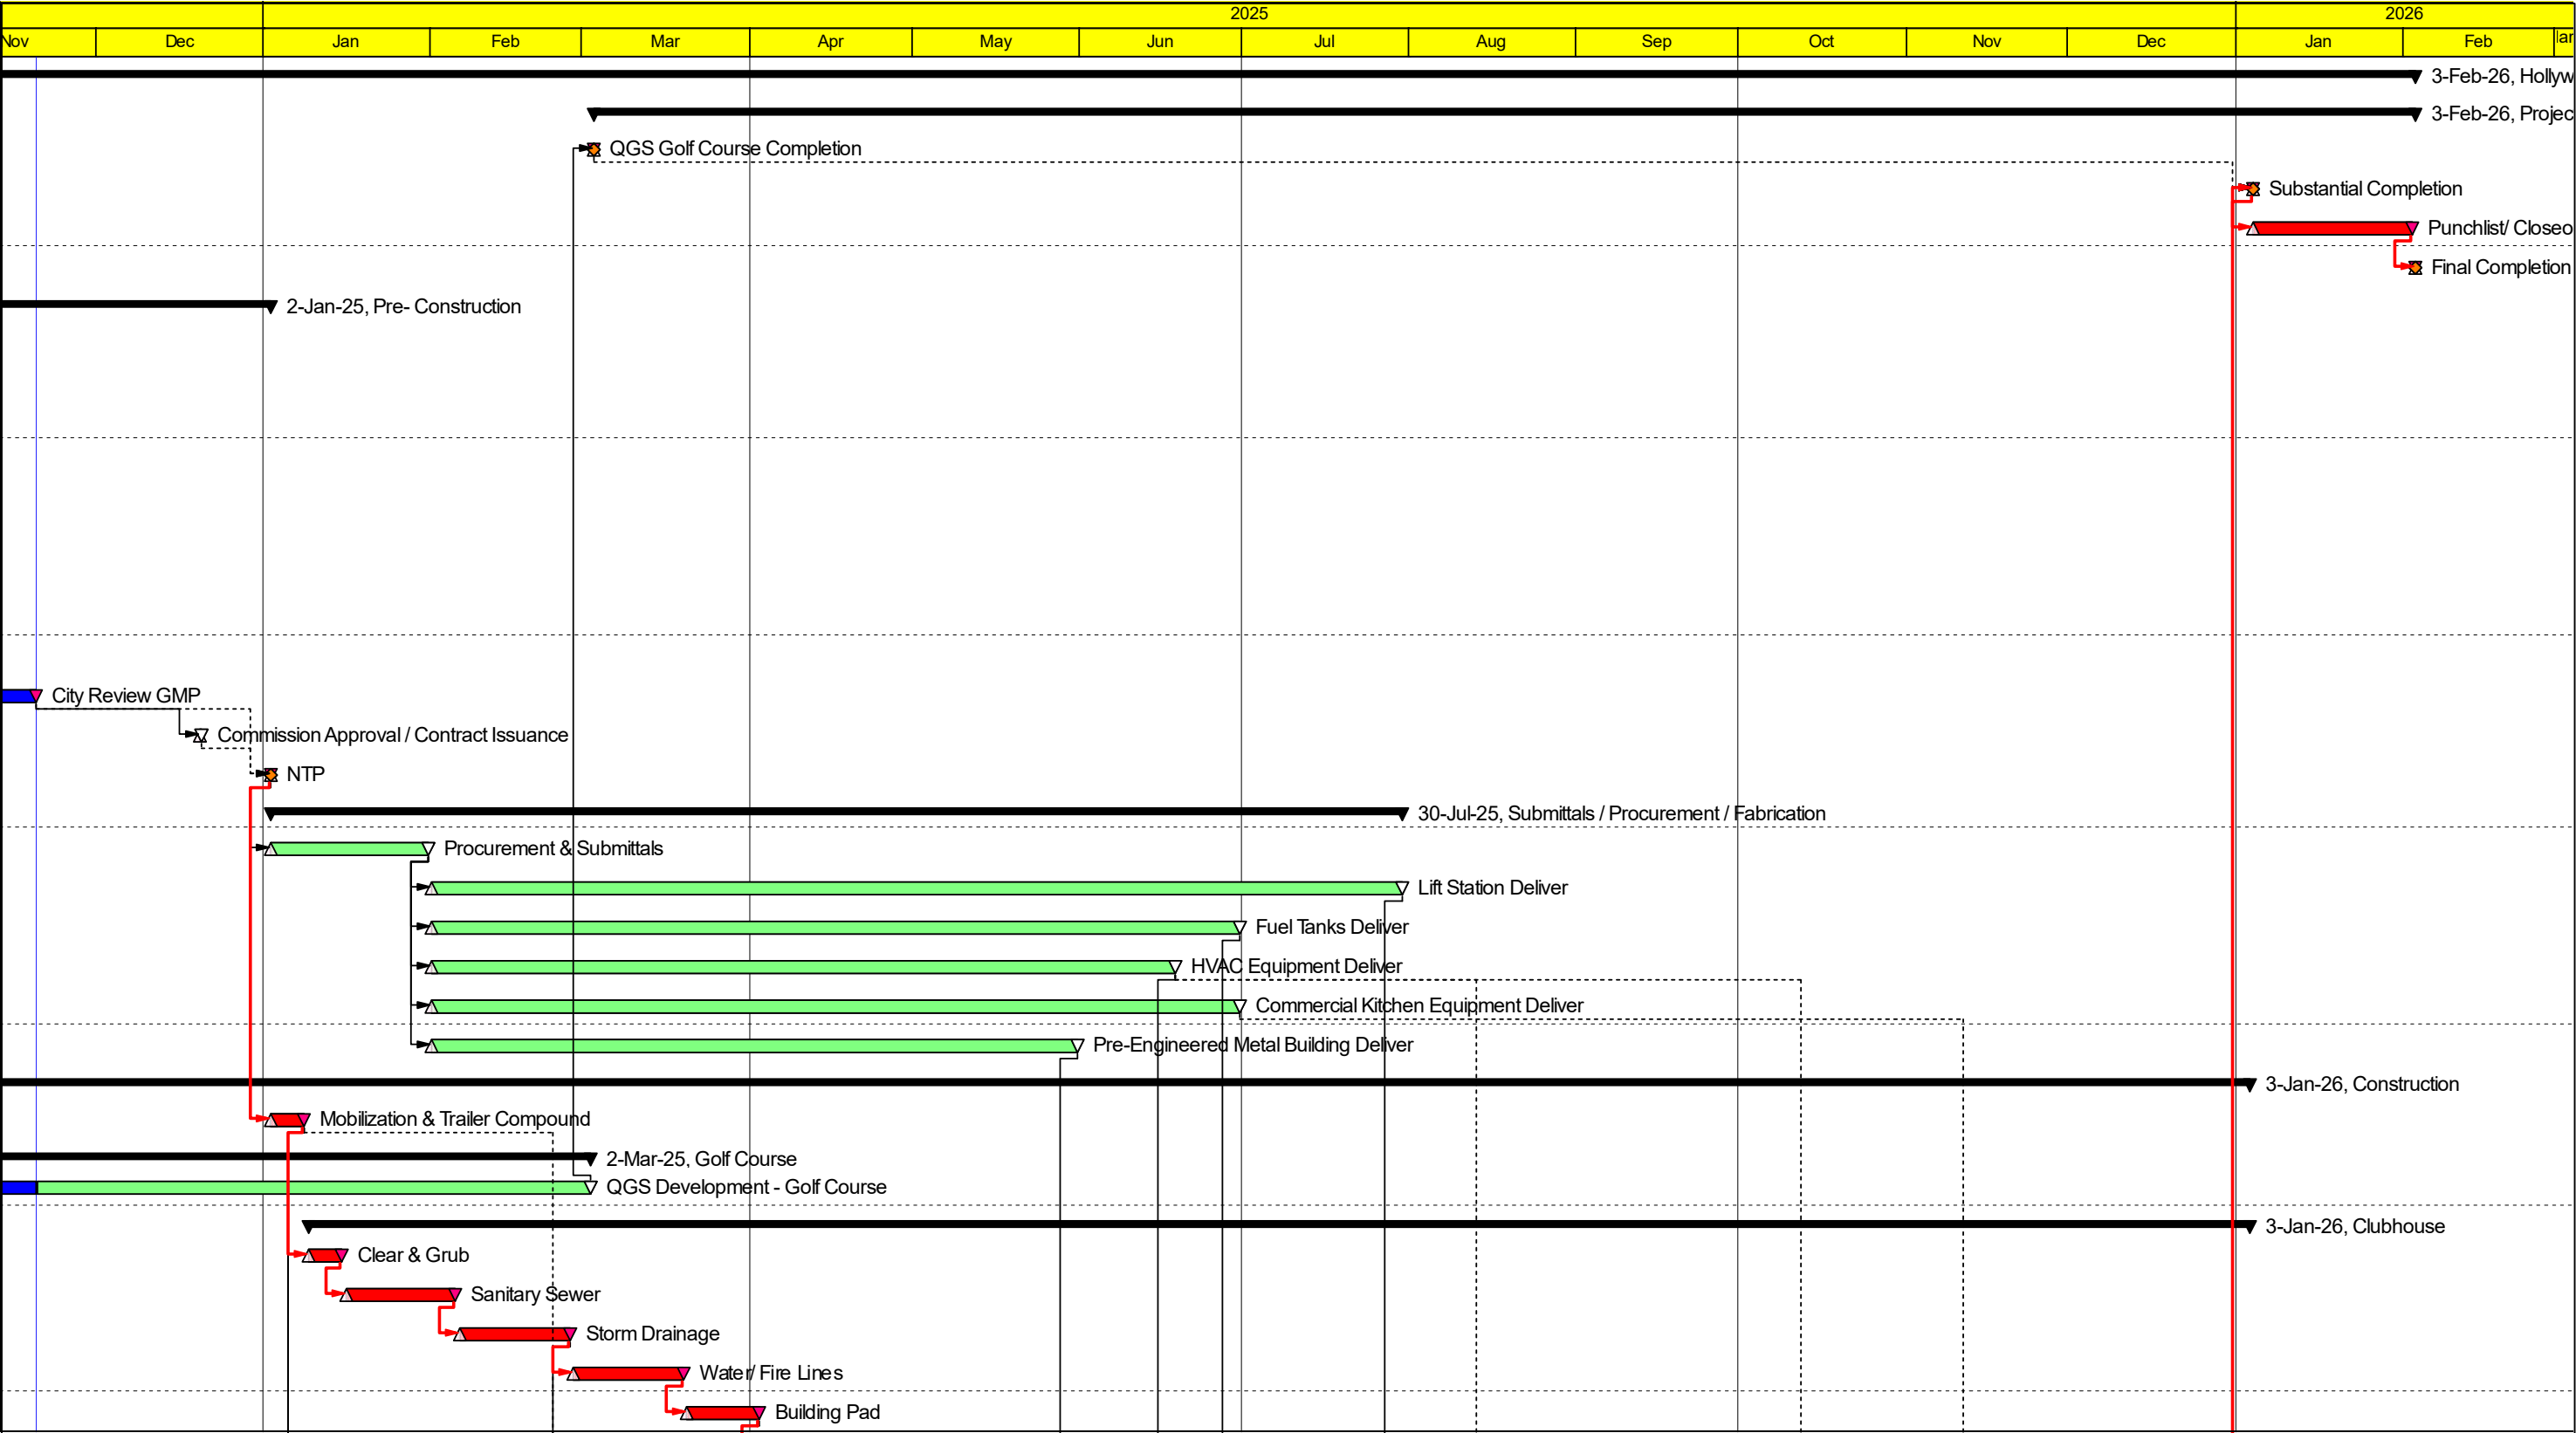 2025
2026
Nov
Dec
Jan
Feb
Mar
Apr
May
Jun
Jul
Aug
Sep
Oct
Nov
Dec
Jan
Feb
3-Feb-26, Hollyw
3-Feb-26, Projec
QGS Golf Course Completion
Substantial Completion
Punchlist/ Closeo
Final Completion
2-Jan-25, Pre- Construction
City Review GMP
Commission Approval / Contract Issuance
NTP
30-Jul-25, Submittals / Procurement / Fabrication
Procurement & Submittals
Lift Station Deliver
Fuel Tanks Deliver
HVAC Equipment Deliver
Commercial Kitchen Equipment Deliver
Pre-Engineered Metal Building Deliver
3-Jan-26, Construction
Mobilization & Trailer Compound
2-Mar-25, Golf Course
QGS Development - Golf Course
3-Jan-26, Clubhouse
Clear & Grub
Sanitary Sewer
Storm Drainage
Water/ Fire Lines
Building Pad